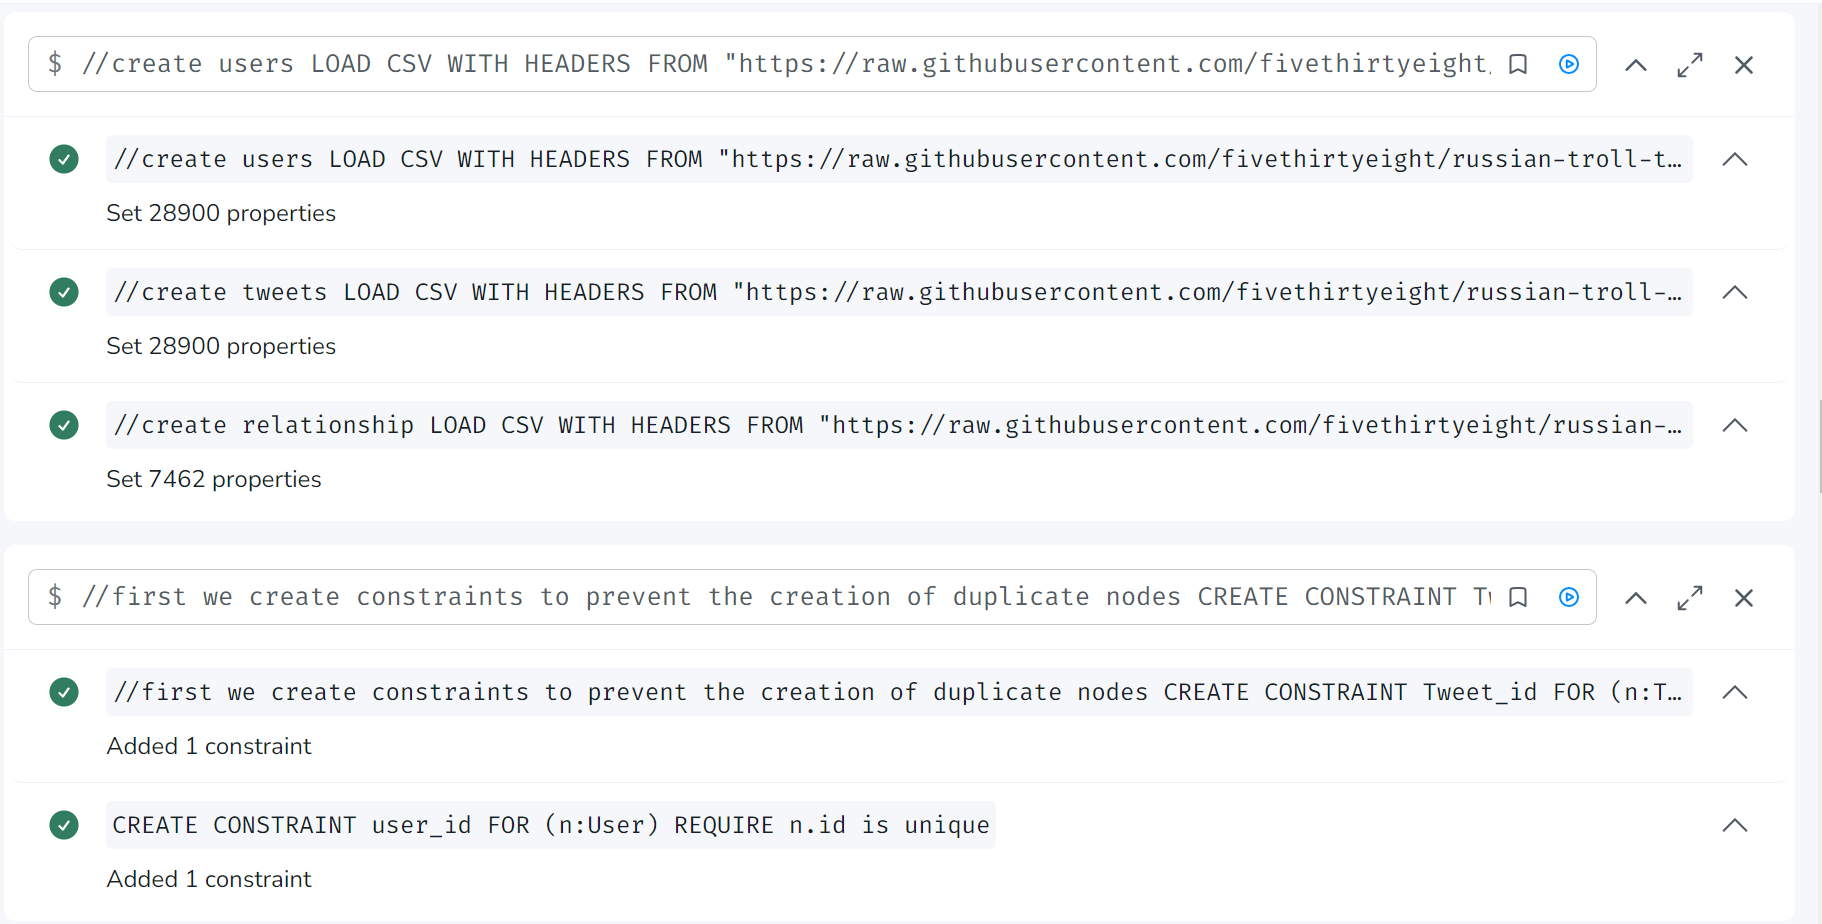 $ //create users LOAD CSV WITH HEADERS FROM "https://raw.githubusercontent.com/fivethirtyeight/
//create users LOAD CSV WITH HEADERS FROM "https://raw.githubusercontent.com/fivethirtyeight/russian-troll-t…
Set 28900 properties
//create tweets LOAD CSV WITH HEADERS FROM "https://raw.githubusercontent.com/fivethirtyeight/russian-troll-…
Set 28900 properties
//create relationship LOAD CSV WITH HEADERS FROM "https://raw.githubusercontent.com/fivethirtyeight/russian-…
Set 7462 properties
$ //first we create constraints to prevent the creation of duplicate nodes CREATE CONSTRAINT Tw
//first we create constraints to prevent the creation of duplicate nodes CREATE CONSTRAINT Tweet_id FOR (n:T…
Added 1 constraint
CREATE CONSTRAINT user_id FOR (n:User) REQUIRE n.id is unique
Added 1 constraint